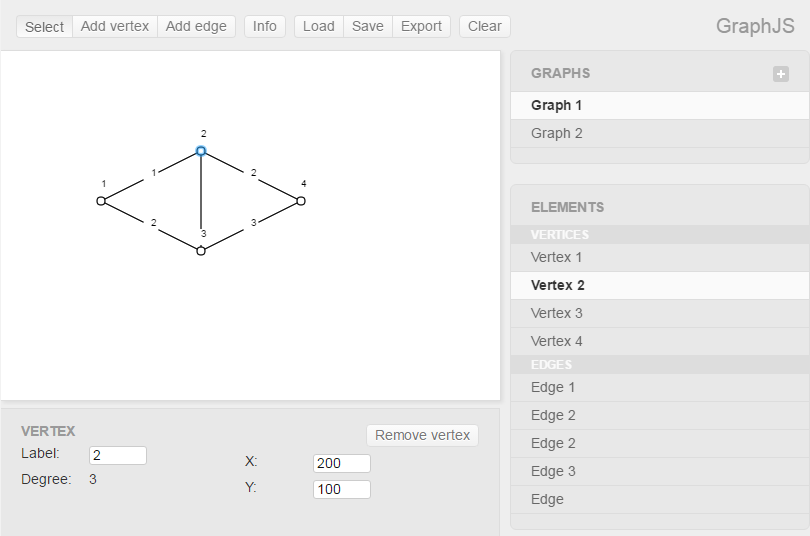 Select Add vertex Add edge Info Load Save Export Clear GraphJS
2
1 1 2 4
2 3 3
GRAPHS +
Graph 1
Graph 2
ELEMENTS
VERTICES
Vertex 1
Vertex 2
Vertex 3
Vertex 4
EDGES
Edge 1
Edge 2
Edge 2
Edge 3
Edge
VERTEX Remove vertex
Label: 2
Degree: 3
X: 200
Y: 100